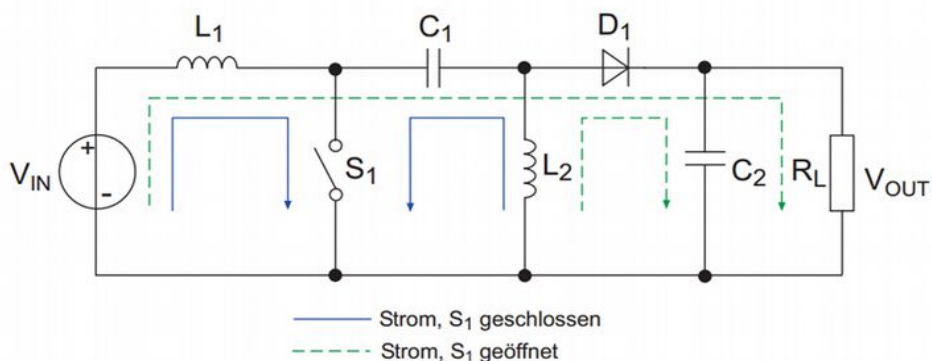 L1
C1
D1
+
VIN
-
S1
L2
C2
RL
VOUT
Strom, S1 geschlossen
Strom, S1 geöffnet